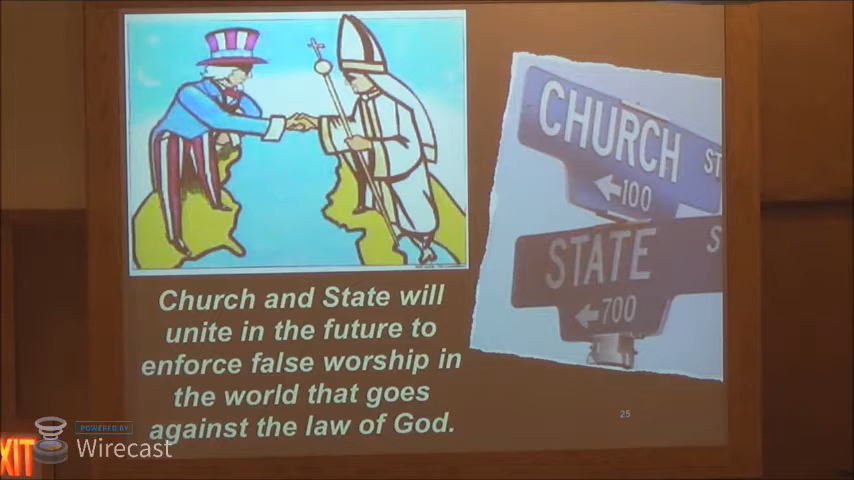 CHURCH ST
100
STATE S
700
Church and State will
unite in the future to
enforce false worship in
the world that goes
against the law of God.
25
XIT
POWERED BY
Wirecast